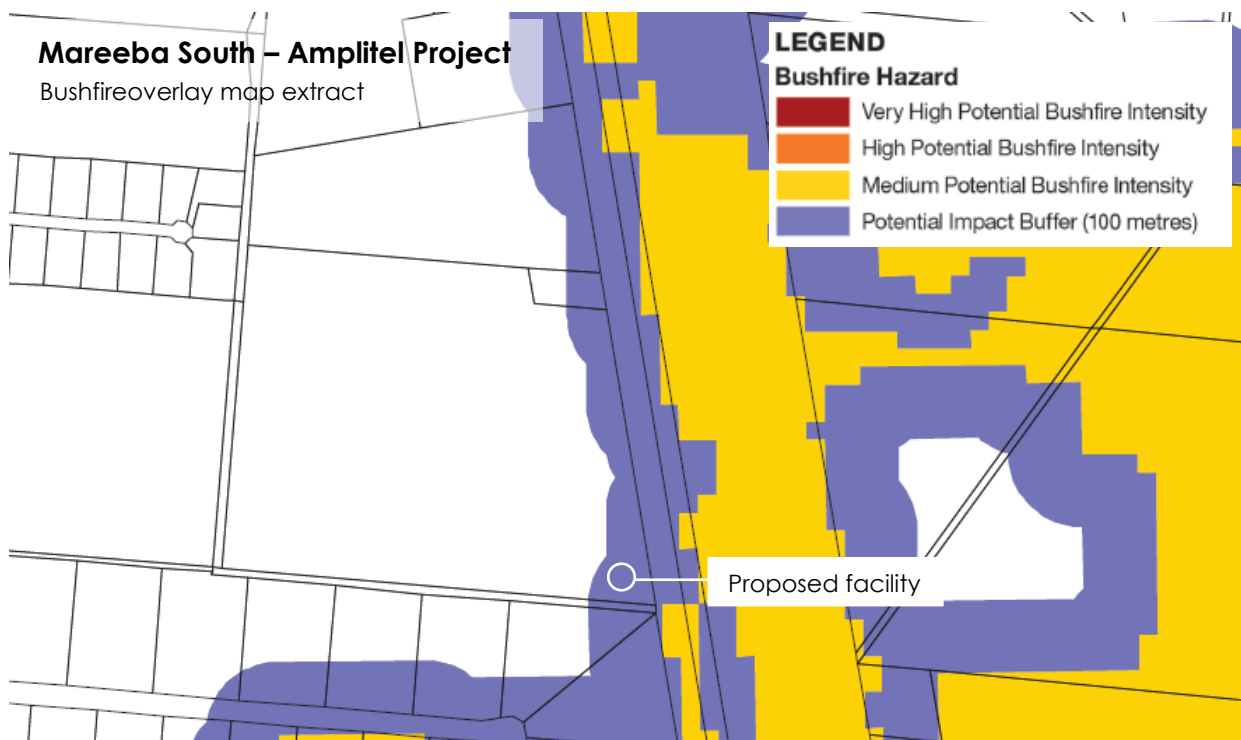 Mareeba South – Amplitel Project
Bushfireoverlay map extract
LEGEND
Bushfire Hazard
Very High Potential Bushfire Intensity
High Potential Bushfire Intensity
Medium Potential Bushfire Intensity
Potential Impact Buffer (100 metres)
Proposed facility